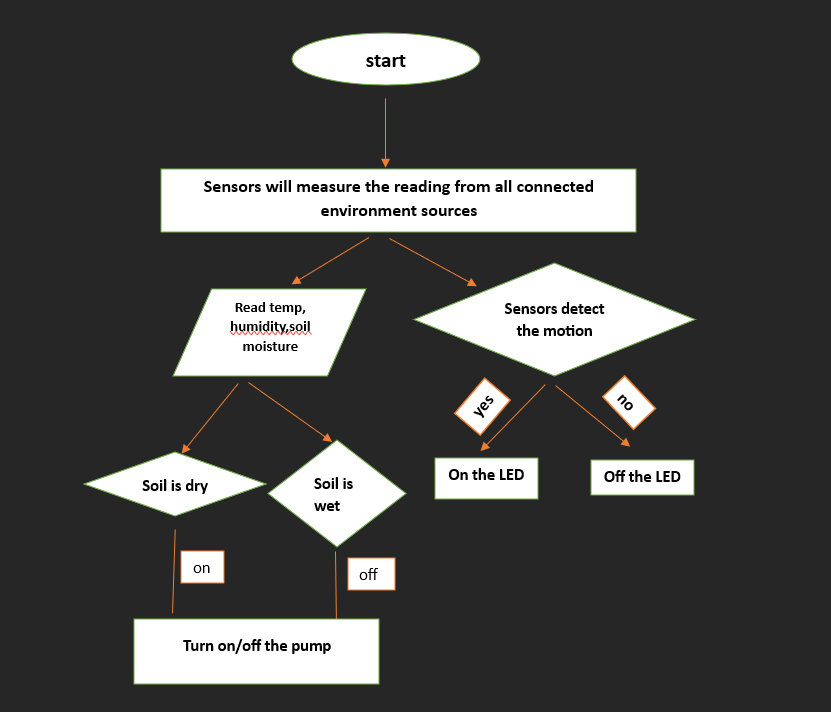 start
Sensors will measure the reading from all connected
environment sources
Read temp,
humidity,soil
moisture
Sensors detect
the motion
yes
no
On the LED
Off the LED
Soil is dry
Soil is
wet
on
off
Turn on/off the pump